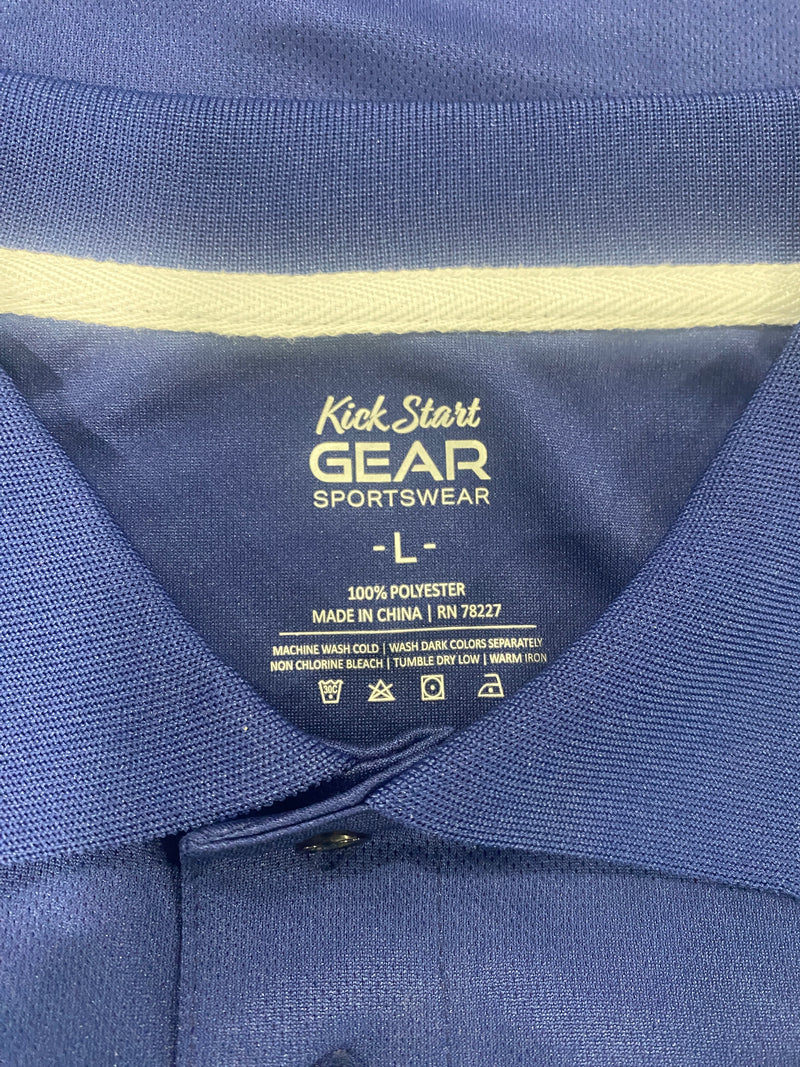 Kick Start
GEAR
SPORTSWEAR
- L -
100% POLYESTER
MADE IN CHINA | RN 78227
MACHINE WASH COLD | WASH DARK COLORS SEPARATELY
NON CHLORINE BLEACH | TUMBLE DRY LOW | WARM IRON
30C